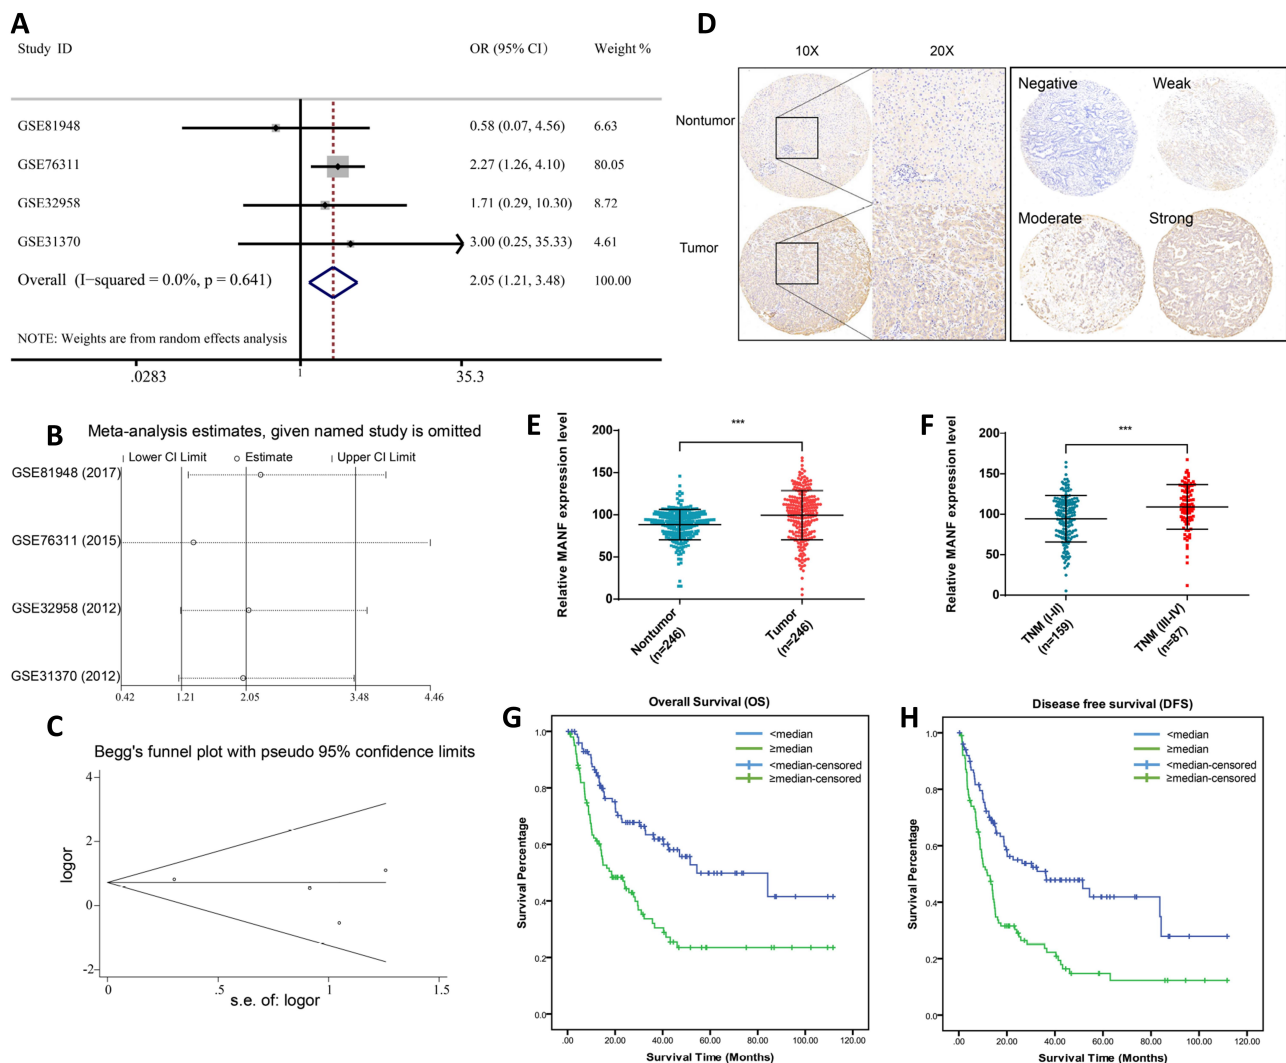 A
Study ID OR (95% CI) Weight %
GSE81948 0.58 (0.07, 4.56) 6.63
GSE76311 2.27 (1.26, 4.10) 80.05
GSE32958 1.71 (0.29, 10.30) 8.72
GSE31370 3.00 (0.25, 35.33) 4.61
Overall (I−squared = 0.0%, p = 0.641) 2.05 (1.21, 3.48) 100.00
NOTE: Weights are from random effects analysis
.0283 1 35.3
B
Meta-analysis estimates, given named study is omitted
Lower CI Limit Estimate Upper CI Limit
GSE81948 (2017)
GSE76311 (2015)
GSE32958 (2012)
GSE31370 (2012)
0.42 1.21 2.05 3.48 4.46
C
Begg's funnel plot with pseudo 95% confidence limits
logor
4
2
0
-2
0 .5 1 1.5
s.e. of: logor
D
10X 20X
Nontumor
Tumor
Negative Weak
Moderate Strong
E
Relative MANF expression level
200
150
100
50
0
***
Nontumor
(n=246)
Tumor
(n=246)
F
Relative MANF expression level
200
150
100
50
0
***
TNM (I-II)
(n=159)
TNM (III-IV)
(n=87)
G
Overall Survival (OS)
<median
≥median
<median-censored
≥median-censored
Survival Percentage
1.0
0.8
0.6
0.4
0.2
0.0
.00 20.00 40.00 60.00 80.00 100.00 120.00
Survival Time (Months)
H
Disease free survival (DFS)
<median
≥median
<median-censored
≥median-censored
Survival Percentage
1.0
0.8
0.6
0.4
0.2
0.0
.00 20.00 40.00 60.00 80.00 100.00 120.00
Survival Time (Months)